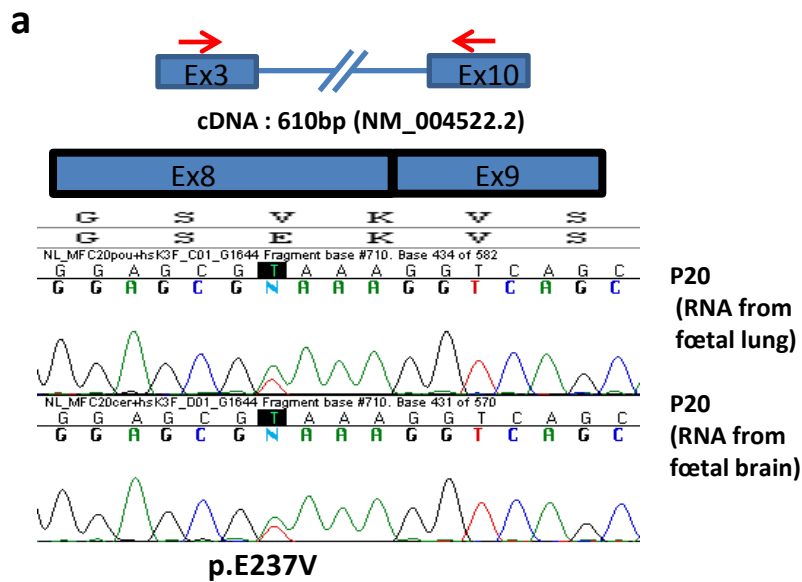 a
Ex3 Ex10
cDNA : 610bp (NM_004522.2)
Ex8 Ex9
G S V K V S
G S E K V S
NL_MFC20pou+hsK3F_C01_G1644 Fragment base #710. Base 434 of 582
G G A G C G T A A A G G T C A G C
G G A G C G N A A A G G T C A G C
P20
(RNA from
fœtal lung)
NL_MFC20cer+hsK3F_D01_G1644 Fragment base #710. Base 431 of 570
G G A G C G T A A A G G T C A G C
G G A G C G N A A A G G T C A G C
P20
(RNA from
fœtal brain)
p.E237V